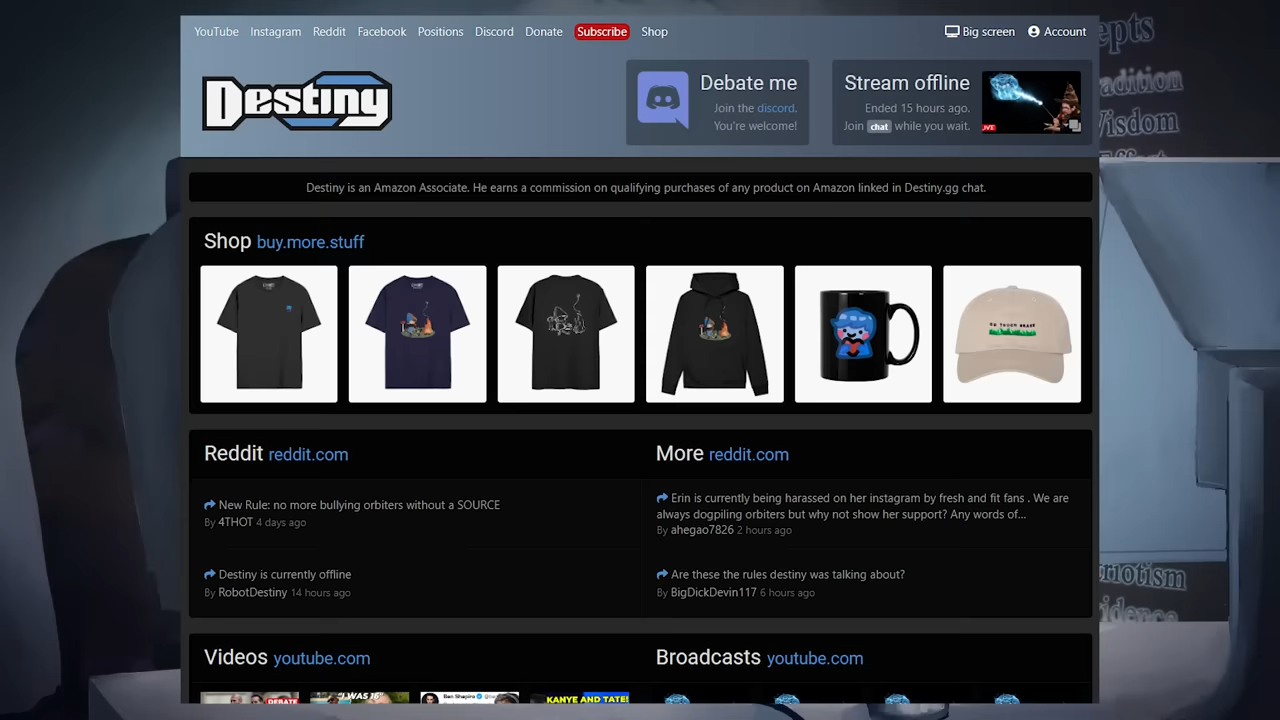 YouTube Instagram Reddit Facebook Positions Discord Donate Subscribe Shop
Big screen Account
Destiny
Debate me
Join the discord.
You're welcome!
Stream offline
Ended 15 hours ago.
Join chat while you wait.
LIVE
epts
radition
Wisdom
Destiny is an Amazon Associate. He earns a commission on qualifying purchases of any product on Amazon linked in Destiny.gg chat.
Shop buy.more.stuff
Reddit reddit.com
New Rule: no more bullying orbiters without a SOURCE
By 4THOT 4 days ago
Destiny is currently offline
By RobotDestiny 14 hours ago
More reddit.com
Erin is currently being harassed on her instagram by fresh and fit fans . We are
always dogpiling orbiters but why not show her support? Any words of...
By ahegao7826 2 hours ago
Are these the rules destiny was talking about?
By BigDickDevin117 6 hours ago
triotism
idence
Videos youtube.com
Broadcasts youtube.com
DEBATE
"I WAS 16"
Ben Shapiro
KANYE AND TATE!